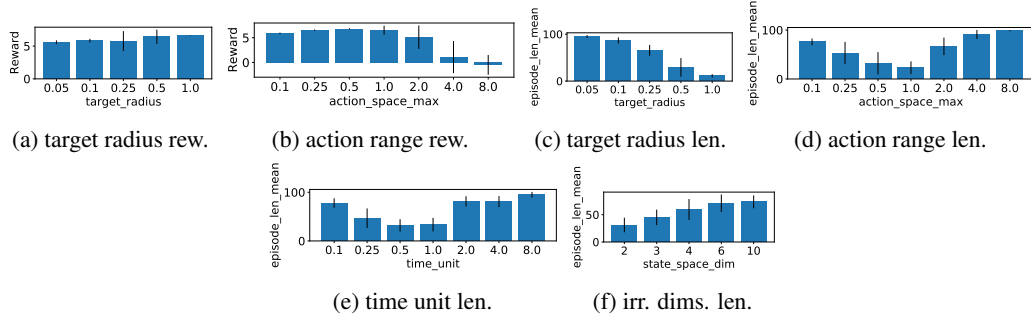 Reward
5
0
0.05 0.1 0.25 0.5 1.0
target_radius
(a) target radius rew.
Reward
5
0
0.1 0.25 0.5 1.0 2.0 4.0 8.0
action_space_max
(b) action range rew.
episode_len_mean
100
50
0
0.05 0.1 0.25 0.5 1.0
target_radius
(c) target radius len.
episode_len_mean
100
0
0.1 0.25 0.5 1.0 2.0 4.0 8.0
action_space_max
(d) action range len.
episode_len_mean
100
0
0.1 0.25 0.5 1.0 2.0 4.0 8.0
time_unit
(e) time unit len.
episode_len_mean
50
0
2 3 4 6 10
state_space_dim
(f) irr. dims. len.